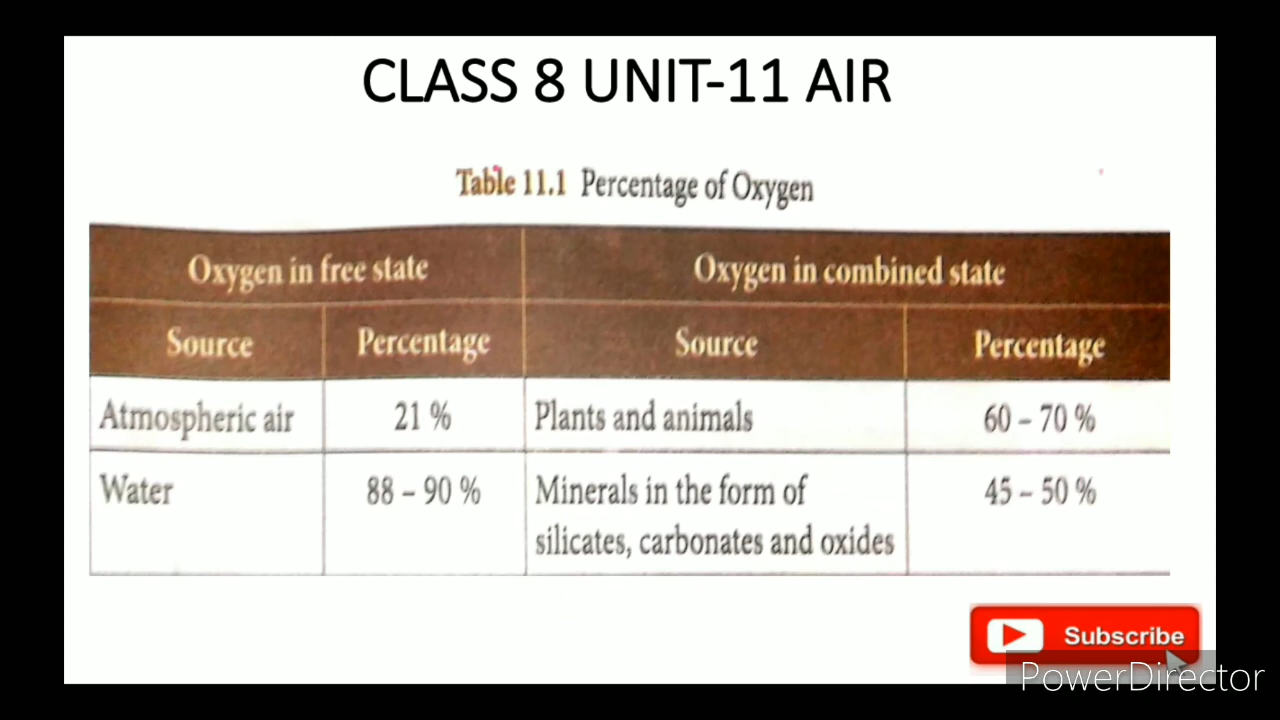 CLASS 8 UNIT-11 AIR
Table 11.1 Percentage of Oxygen
Oxygen in free state Oxygen in combined state
Source Percentage Source Percentage
Atmospheric air 21 % Plants and animals 60 – 70 %
Water 88 – 90 % Minerals in the form of 45 – 50 %
silicates, carbonates and oxides
Subscribe
PowerDirector